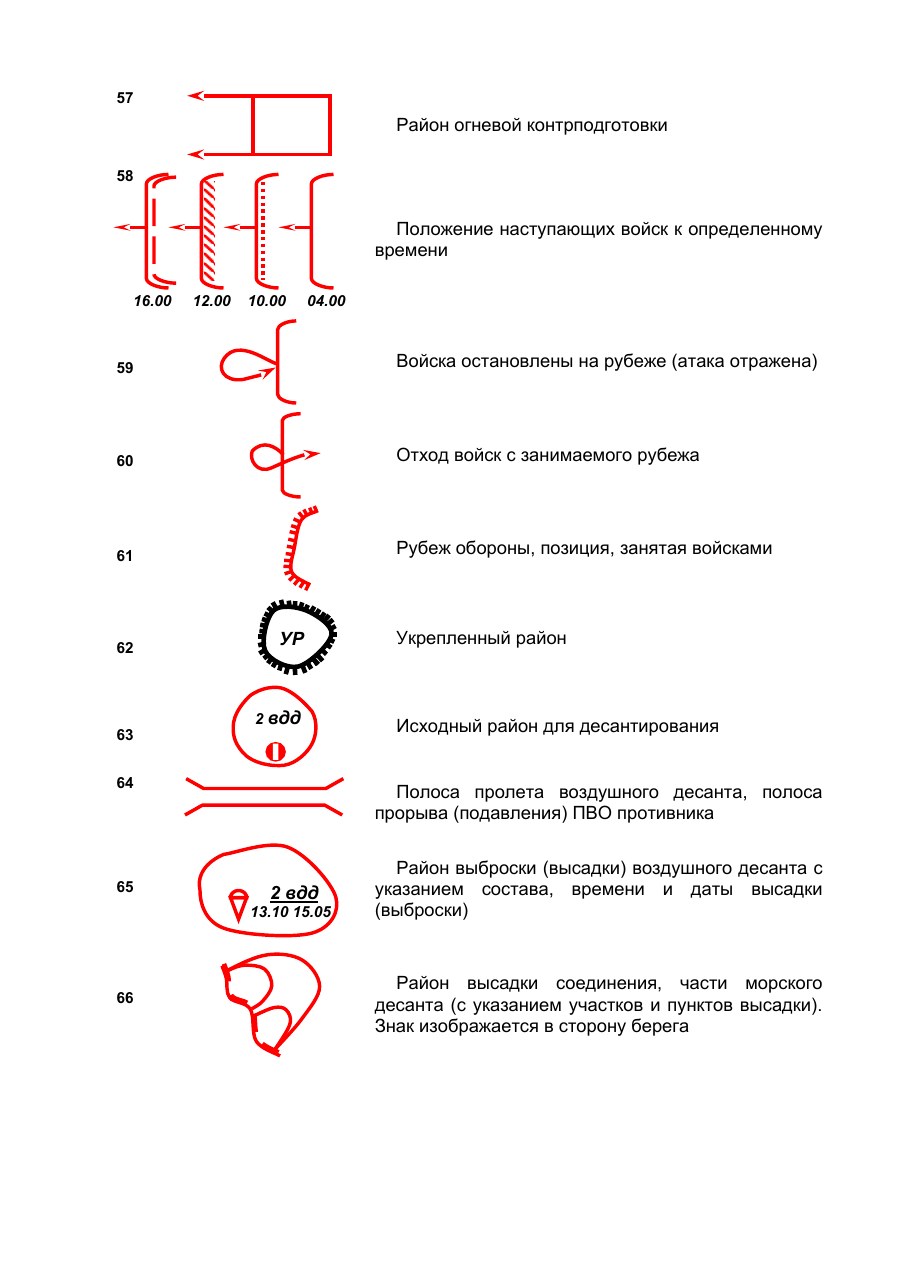 57
Район огневой контрподготовки
58
Положение наступающих войск к определенному
времени
16.00 12.00 10.00 04.00
59
Войска остановлены на рубеже (атака отражена)
60
Отход войск с занимаемого рубежа
61
Рубеж обороны, позиция, занятая войсками
62
УР
Укрепленный район
63
2 вдд
Исходный район для десантирования
64
Полоса пролета воздушного десанта, полоса
прорыва (подавления) ПВО противника
65
2 вдд
13.10 15.05
Район выброски (высадки) воздушного десанта с
указанием состава, времени и даты высадки
(выброски)
66
Район высадки соединения, части морского
десанта (с указанием участков и пунктов высадки).
Знак изображается в сторону берега